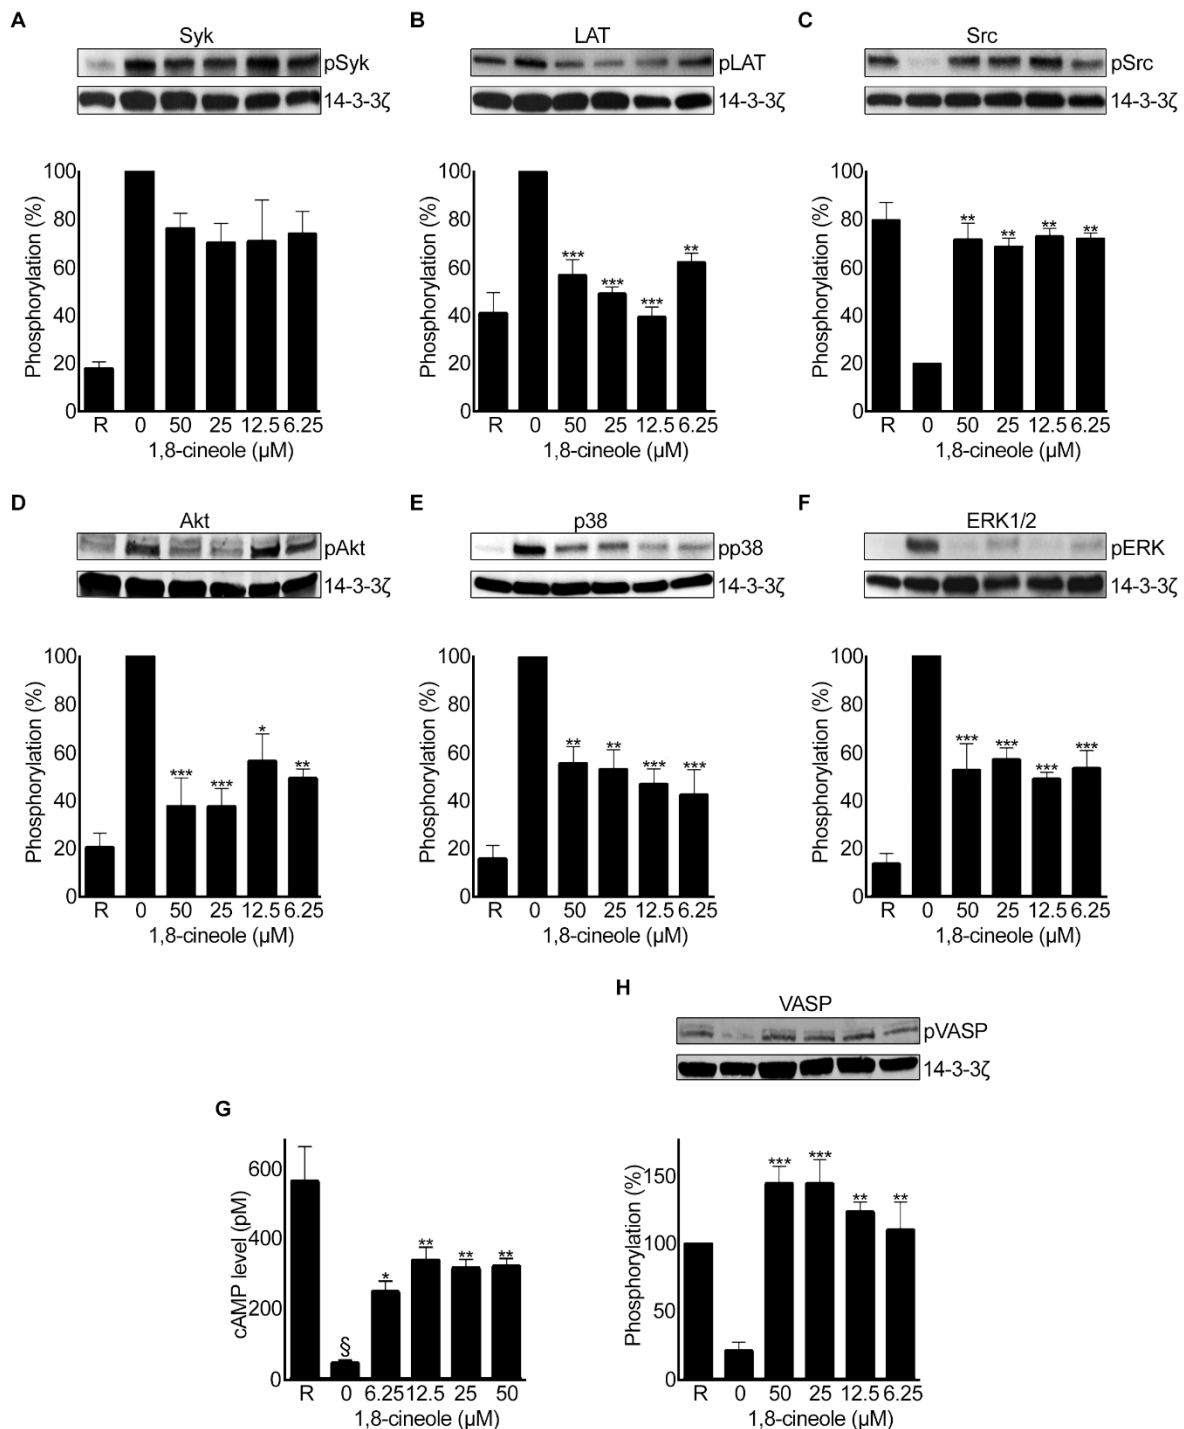 A
Syk
pSyk
14-3-3ζ
Phosphorylation (%)
100
80
60
40
20
0
R 0 50 25 12.5 6.25
1,8-cineole (µM)
B
LAT
pLAT
14-3-3ζ
Phosphorylation (%)
100
80
60
40
20
0
*** *** *** **
R 0 50 25 12.5 6.25
1,8-cineole (µM)
C
Src
pSrc
14-3-3ζ
Phosphorylation (%)
100
80
60
40
20
0
** ** ** **
R 0 50 25 12.5 6.25
1,8-cineole (µM)
D
Akt
pAkt
14-3-3ζ
Phosphorylation (%)
100
80
60
40
20
0
*** *** * **
R 0 50 25 12.5 6.25
1,8-cineole (µM)
E
p38
pp38
14-3-3ζ
Phosphorylation (%)
100
80
60
40
20
0
** ** *** ***
R 0 50 25 12.5 6.25
1,8-cineole (µM)
F
ERK1/2
pERK
14-3-3ζ
Phosphorylation (%)
100
80
60
40
20
0
*** *** *** ***
R 0 50 25 12.5 6.25
1,8-cineole (µM)
G
cAMP level (pM)
600
400
200
0
§ * ** ** **
R 0 6.25 12.5 25 50
1,8-cineole (µM)
H
VASP
pVASP
14-3-3ζ
Phosphorylation (%)
150
100
50
0
*** *** ** **
R 0 50 25 12.5 6.25
1,8-cineole (µM)